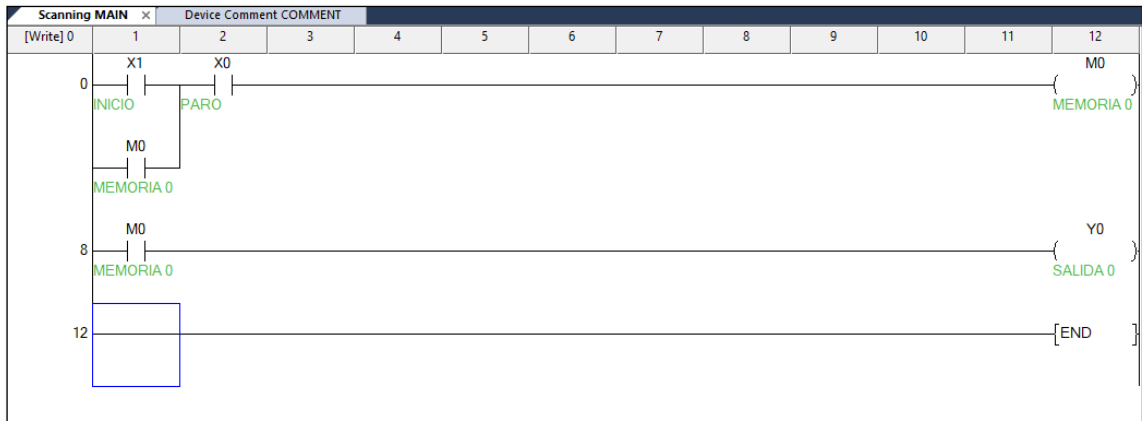 Scanning MAIN × Device Comment COMMENT
[Write] 0 1 2 3 4 5 6 7 8 9 10 11 12
X1 X0 M0
0
INICIO PARO MEMORIA 0
M0
MEMORIA 0
M0 Y0
8
MEMORIA 0 SALIDA 0
12 END